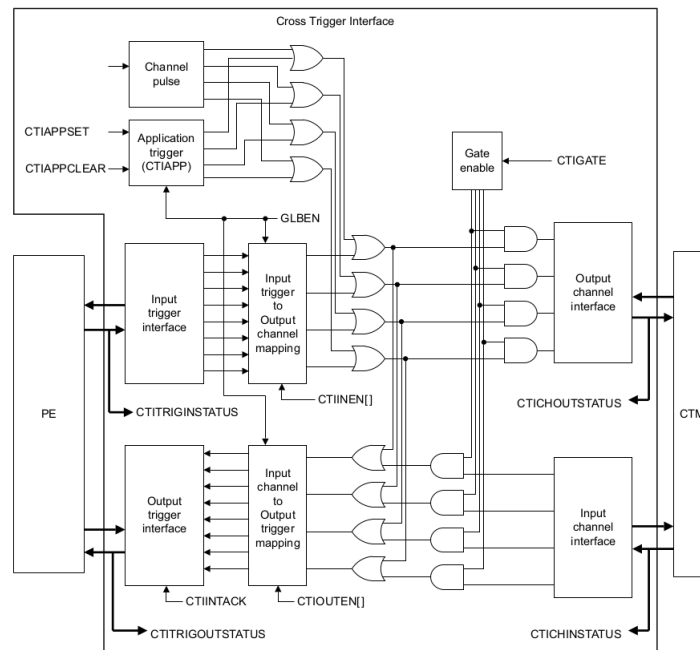 Cross Trigger Interface
Channel
pulse
CTIAPPSET
Application
trigger
(CTIAPP)
CTIAPPCLEAR
Gate
enable
CTIGATE
GLBEN
PE
Input
trigger
interface
Input
trigger
to
Output
channel
mapping
Output
channel
interface
CTITRIGINSTATUS
CTIINEN[]
CTICHOUTSTATUS
CTM
Output
trigger
interface
Input
channel
to
Output
trigger
mapping
Input
channel
interface
CTIINTACK
CTIOUTEN[]
CTITRIGOUTSTATUS
CTICHINSTATUS